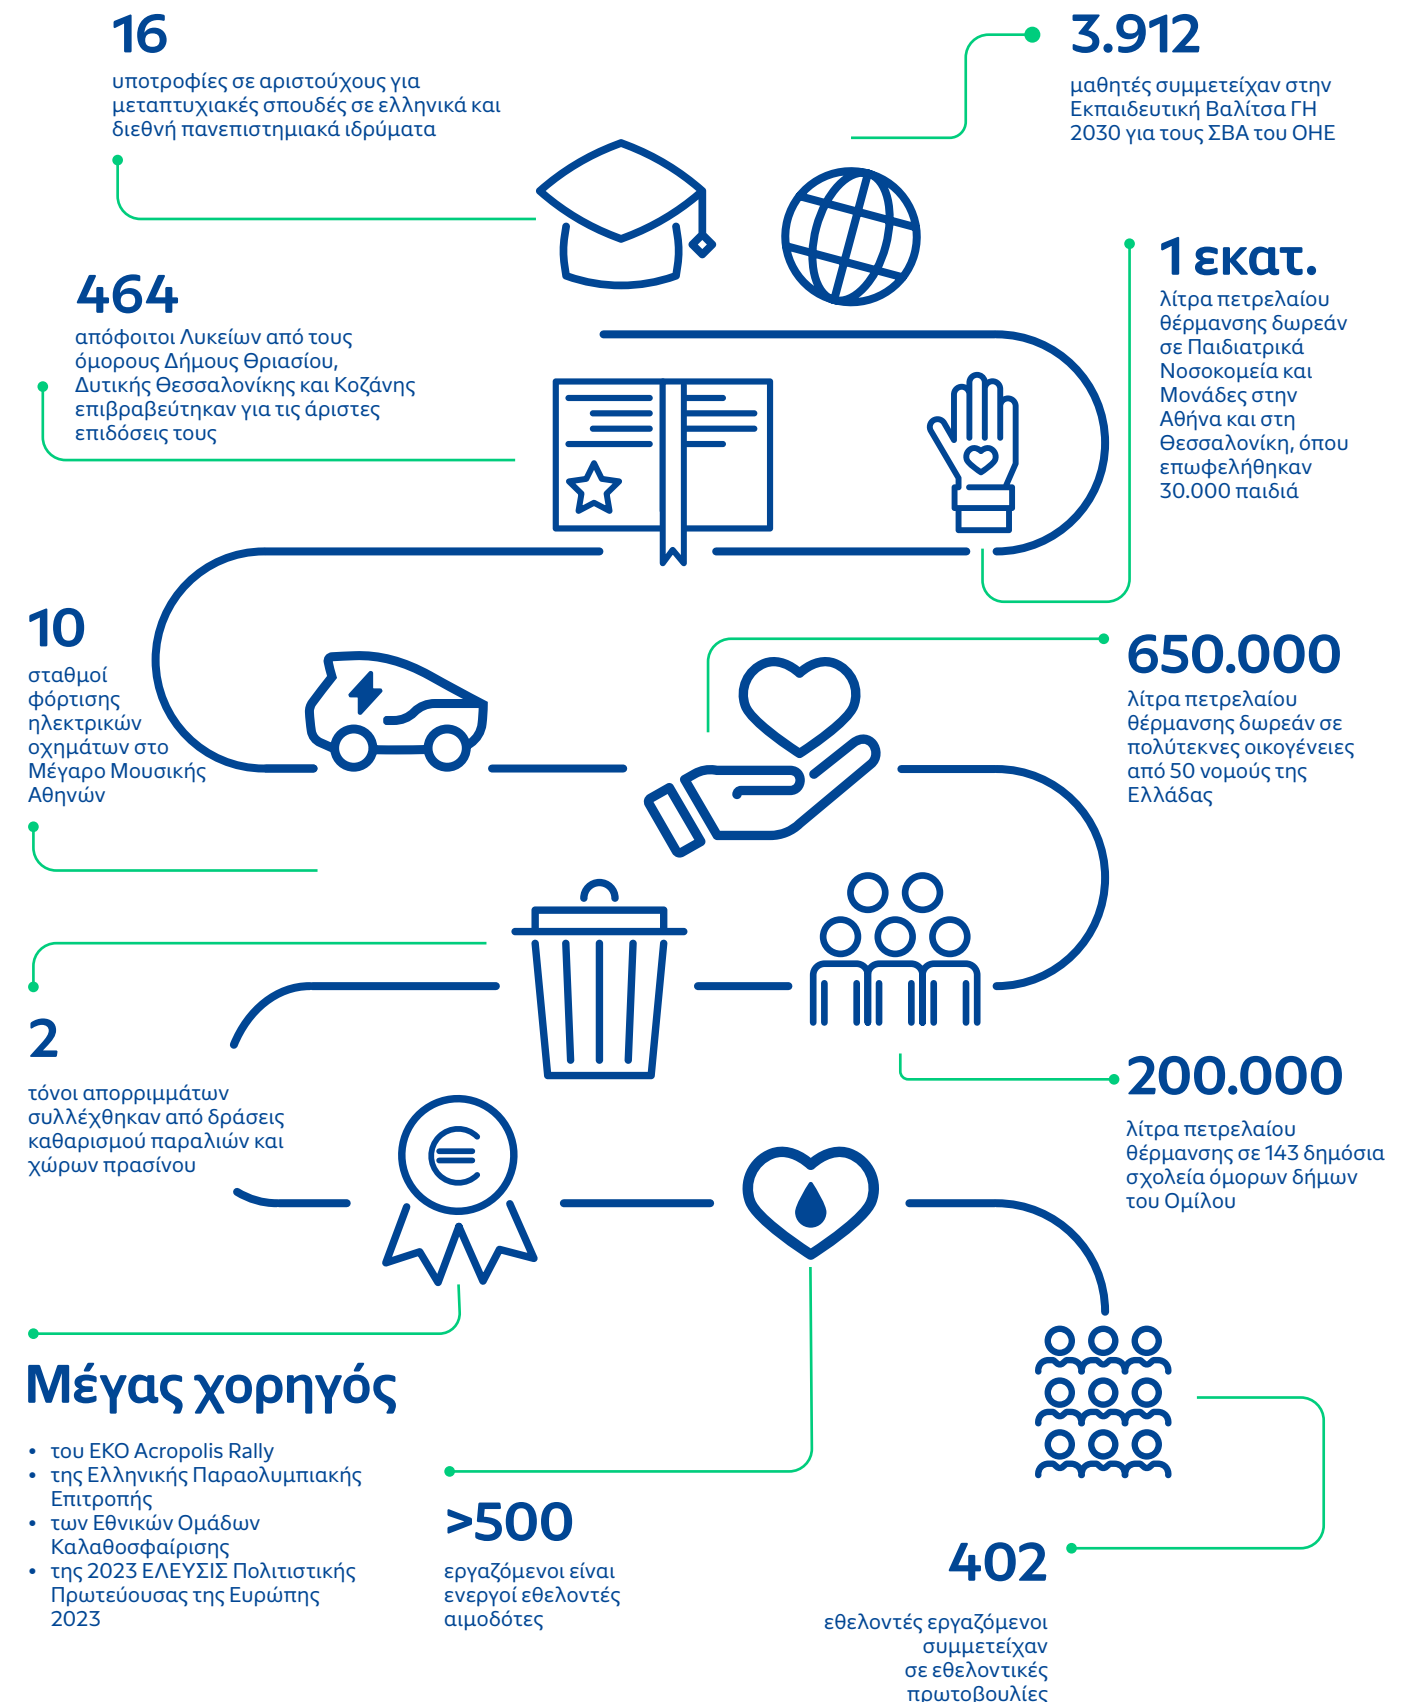 16
υποτροφίες σε αριστούχους για
μεταπτυχιακές σπουδές σε ελληνικά και
διεθνή πανεπιστημιακά ιδρύματα
3.912
μαθητές συμμετείχαν στην
Εκπαιδευτική Βαλίτσα ΓΗ
2030 για τους ΣΒΑ του ΟΗΕ
1 εκατ.
λίτρα πετρελαίου
θέρμανσης δωρεάν
σε Παιδιατρικά
Νοσοκομεία και
Μονάδες στην
Αθήνα και στη
Θεσσαλονίκη, όπου
επωφελήθηκαν
30.000 παιδιά
464
απόφοιτοι Λυκείων από τους
όμορους Δήμους Θριασίου,
Δυτικής Θεσσαλονίκης και Κοζάνης
επιβραβεύτηκαν για τις άριστες
επιδόσεις τους
10
σταθμοί
φόρτισης
ηλεκτρικών
οχημάτων στο
Μέγαρο Μουσικής
Αθηνών
650.000
λίτρα πετρελαίου
θέρμανσης δωρεάν σε
πολύτεκνες οικογένειες
από 50 νομούς της
Ελλάδας
2
τόνοι απορριμμάτων
συλλέχθηκαν από δράσεις
καθαρισμού παραλιών και
χώρων πρασίνου
200.000
λίτρα πετρελαίου
θέρμανσης σε 143 δημόσια
σχολεία όμορων δήμων
του Ομίλου
Μέγας χορηγός
• του ΕΚΟ Acropolis Rally
• της Ελληνικής Παραολυμπιακής
Επιτροπής
• των Εθνικών Ομάδων
Καλαθοσφαίρισης
• της 2023 ΕΛΕΥΣΙΣ Πολιτιστικής
Πρωτεύουσας της Ευρώπης
2023
>500
εργαζόμενοι είναι
ενεργοί εθελοντές
αιμοδότες
402
εθελοντές εργαζόμενοι
συμμετείχαν
σε εθελοντικές
πρωτοβουλίες